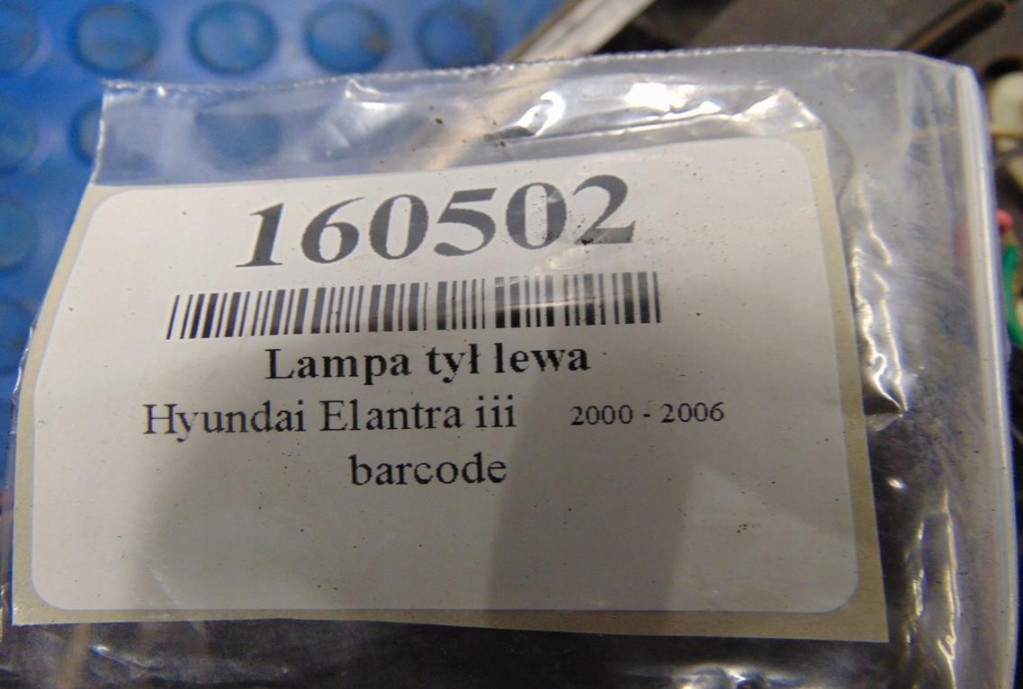 160502
Lampa tył lewa
Hyundai Elantra iii 2000 - 2006
barcode